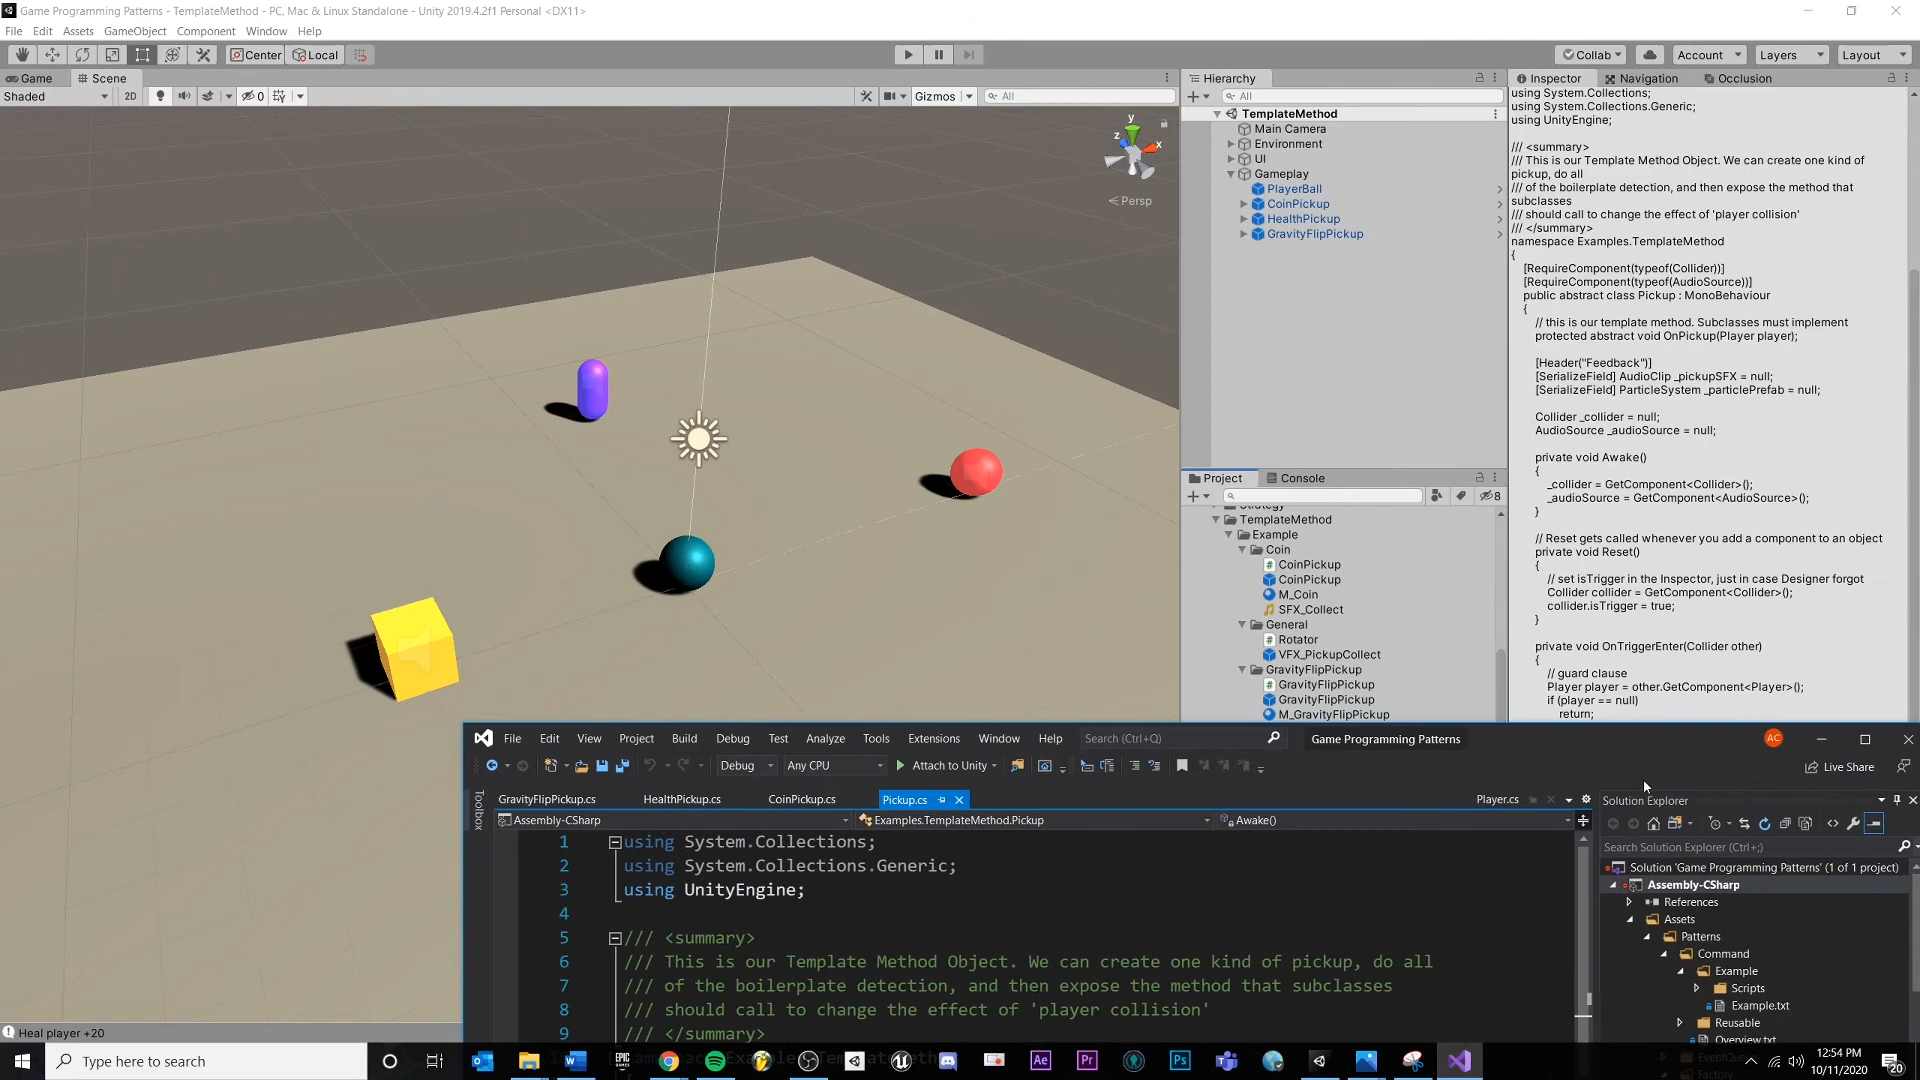 Game Programming Patterns - TemplateMethod - PC, Mac & Linux Standalone - Unity 2019.4.2f1 Personal <DX11>
File Edit Assets GameObject Component Window Help
Center Local
Collab Account Layers Layout
Game Scene
Shaded 2D 0 Gizmos All
y
z x
Persp
Hierarchy
All
TemplateMethod
Main Camera
Environment
UI
Gameplay
PlayerBall
CoinPickup
HealthPickup
GravityFlipPickup
Project Console
8
TemplateMethod
Example
Coin
CoinPickup
CoinPickup
M_Coin
SFX_Collect
General
Rotator
VFX_PickupCollect
GravityFlipPickup
GravityFlipPickup
GravityFlipPickup
M_GravityFlipPickup
Inspector Navigation Occlusion
using System.Collections;
using System.Collections.Generic;
using UnityEngine;
/// <summary>
/// This is our Template Method Object. We can create one kind of
pickup, do all
/// of the boilerplate detection, and then expose the method that
subclasses
/// should call to change the effect of 'player collision'
/// </summary>
namespace Examples.TemplateMethod
{
[RequireComponent(typeof(Collider))]
[RequireComponent(typeof(AudioSource))]
public abstract class Pickup : MonoBehaviour
{
// this is our template method. Subclasses must implement
protected abstract void OnPickup(Player player);
[Header("Feedback")]
[SerializeField] AudioClip _pickupSFX = null;
[SerializeField] ParticleSystem _particlePrefab = null;
Collider _collider = null;
AudioSource _audioSource = null;
private void Awake()
{
_collider = GetComponent<Collider>();
_audioSource = GetComponent<AudioSource>();
}
// Reset gets called whenever you add a component to an object
private void Reset()
{
// set isTrigger in the Inspector, just in case Designer forgot
Collider collider = GetComponent<Collider>();
collider.isTrigger = true;
}
private void OnTriggerEnter(Collider other)
{
// guard clause
Player player = other.GetComponent<Player>();
if (player == null)
return;
File Edit View Project Build Debug Test Analyze Tools Extensions Window Help Search (Ctrl+Q) Game Programming Patterns AC
Debug Any CPU Attach to Unity Live Share
Toolbox
GravityFlipPickup.cs HealthPickup.cs CoinPickup.cs Pickup.cs Player.cs
Assembly-CSharp Examples.TemplateMethod.Pickup Awake()
1 using System.Collections;
2 using System.Collections.Generic;
3 using UnityEngine;
4
5 /// <summary>
6 /// This is our Template Method Object. We can create one kind of pickup, do all
7 /// of the boilerplate detection, and then expose the method that subclasses
8 /// should call to change the effect of 'player collision'
9 /// </summary>
Solution Explorer
Search Solution Explorer (Ctrl+;)
Solution 'Game Programming Patterns' (1 of 1 project)
Assembly-CSharp
References
Assets
Patterns
Command
Example
Scripts
Example.txt
Reusable
Overview.txt
Heal player +20
Type here to search
EPIC GAMES
Ae Pr Ps
12:54 PM
10/11/2020
20